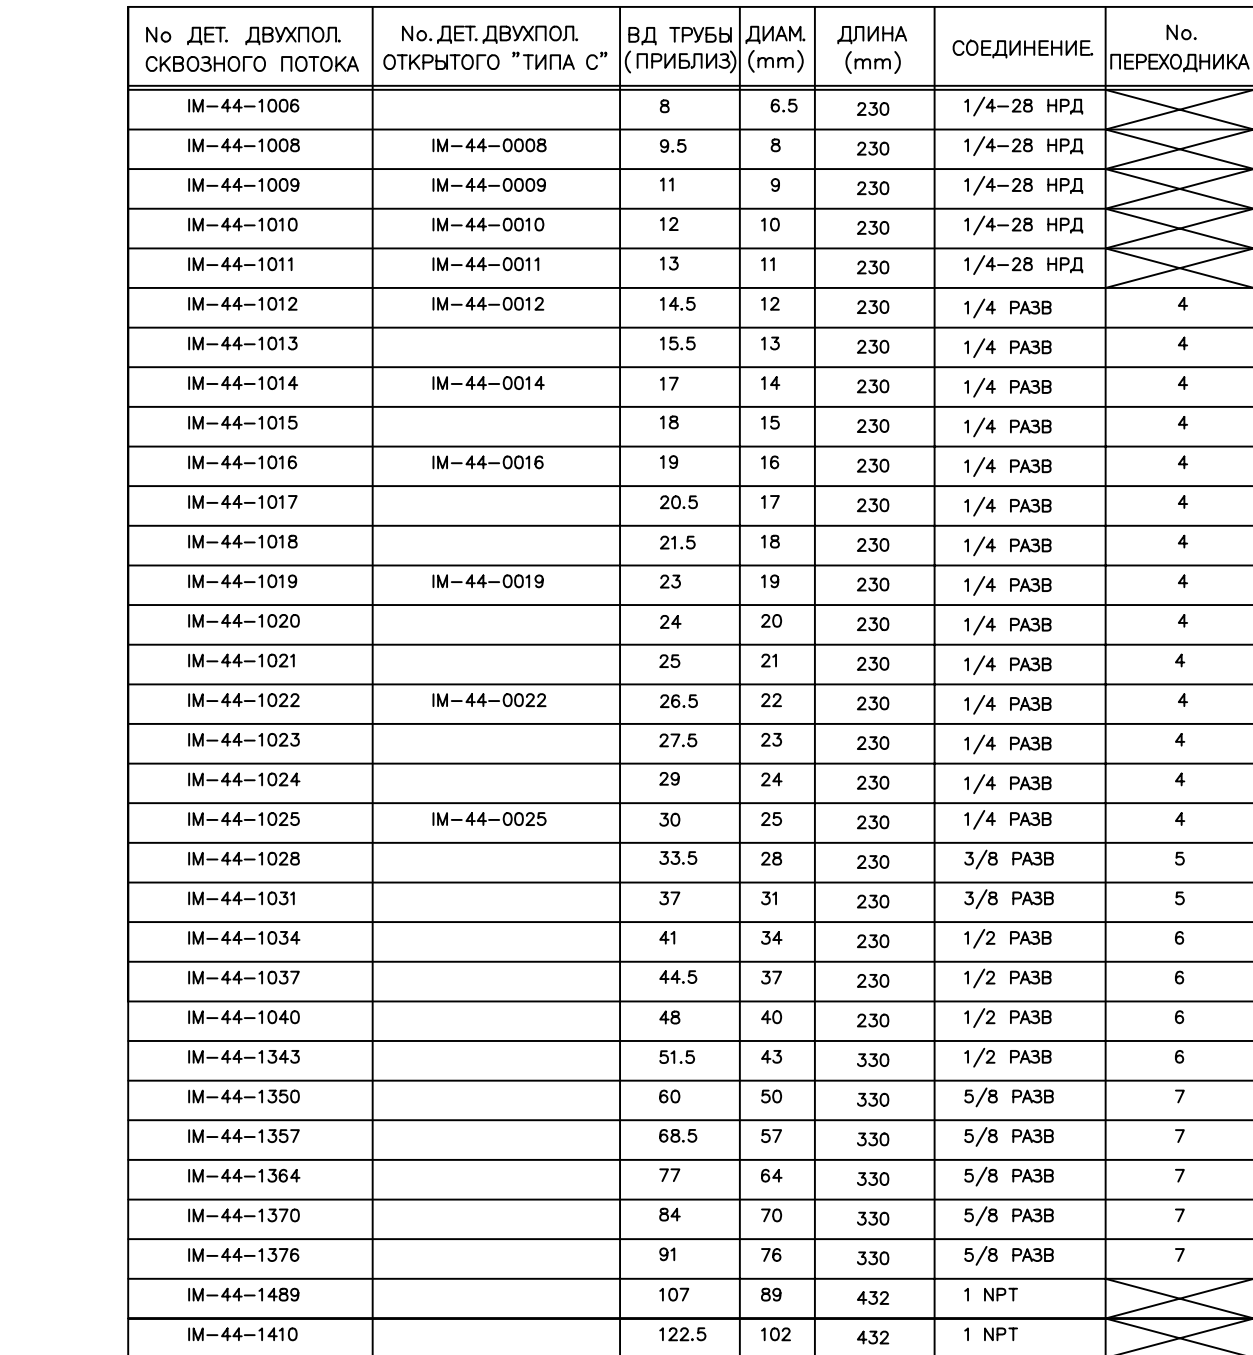 No ДЕТ. ДВУХПОЛ. СКВОЗНОГО ПОТОКА No. ДЕТ. ДВУХПОЛ. ОТКРЫТОГО "ТИПА С" ВД ТРУБЫ (ПРИБЛИЗ) ДИАМ. (mm) ДЛИНА (mm) СОЕДИНЕНИЕ. No. ПЕРЕХОДНИКА
IM-44-1006 8 6.5 230 1/4-28 НРД
IM-44-1008 IM-44-0008 9.5 8 230 1/4-28 НРД
IM-44-1009 IM-44-0009 11 9 230 1/4-28 НРД
IM-44-1010 IM-44-0010 12 10 230 1/4-28 НРД
IM-44-1011 IM-44-0011 13 11 230 1/4-28 НРД
IM-44-1012 IM-44-0012 14.5 12 230 1/4 РАЗВ 4
IM-44-1013 15.5 13 230 1/4 РАЗВ 4
IM-44-1014 IM-44-0014 17 14 230 1/4 РАЗВ 4
IM-44-1015 18 15 230 1/4 РАЗВ 4
IM-44-1016 IM-44-0016 19 16 230 1/4 РАЗВ 4
IM-44-1017 20.5 17 230 1/4 РАЗВ 4
IM-44-1018 21.5 18 230 1/4 РАЗВ 4
IM-44-1019 IM-44-0019 23 19 230 1/4 РАЗВ 4
IM-44-1020 24 20 230 1/4 РАЗВ 4
IM-44-1021 25 21 230 1/4 РАЗВ 4
IM-44-1022 IM-44-0022 26.5 22 230 1/4 РАЗВ 4
IM-44-1023 27.5 23 230 1/4 РАЗВ 4
IM-44-1024 29 24 230 1/4 РАЗВ 4
IM-44-1025 IM-44-0025 30 25 230 1/4 РАЗВ 4
IM-44-1028 33.5 28 230 3/8 РАЗВ 5
IM-44-1031 37 31 230 3/8 РАЗВ 5
IM-44-1034 41 34 230 1/2 РАЗВ 6
IM-44-1037 44.5 37 230 1/2 РАЗВ 6
IM-44-1040 48 40 230 1/2 РАЗВ 6
IM-44-1343 51.5 43 330 1/2 РАЗВ 6
IM-44-1350 60 50 330 5/8 РАЗВ 7
IM-44-1357 68.5 57 330 5/8 РАЗВ 7
IM-44-1364 77 64 330 5/8 РАЗВ 7
IM-44-1370 84 70 330 5/8 РАЗВ 7
IM-44-1376 91 76 330 5/8 РАЗВ 7
IM-44-1489 107 89 432 1 NPT
IM-44-1410 122.5 102 432 1 NPT